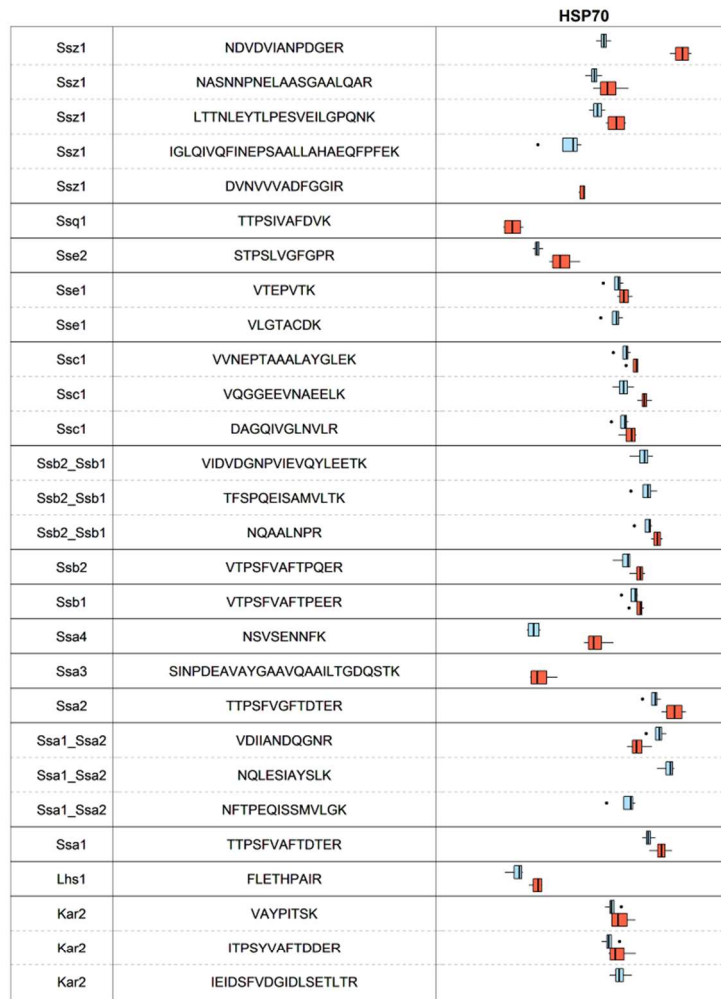 HSP70
Ssz1 NDVDVIANPDGER
Ssz1 NASNNPNELAASGAALQAR
Ssz1 LTTNLEYTLPESVEILGPQNK
Ssz1 IGLQIVQFINEPSAALLAHAEQFPFEK
Ssz1 DVNVVVADFGGIR
Ssq1 TTPSIVAFDVK
Sse2 STPSLVGFGPR
Sse1 VTEPVTK
Sse1 VLGTACDK
Ssc1 VVNEPTAAALAYGLEK
Ssc1 VQGGEEVNAEELK
Ssc1 DAGQIVGLNVLR
Ssb2_Ssb1 VIDVDGNPVIEVQYLEETK
Ssb2_Ssb1 TFSPQEISAMVLTK
Ssb2_Ssb1 NQAALNPR
Ssb2 VTPSFVAFTPQER
Ssb1 VTPSFVAFTPEER
Ssa4 NSVSENNFK
Ssa3 SINPDEAVAYGAAVQAAILTGDQSTK
Ssa2 TTPSFVGFTDTER
Ssa1_Ssa2 VDIIANDQGNR
Ssa1_Ssa2 NQLESIAYSLK
Ssa1_Ssa2 NFTPEQISSMVLGK
Ssa1 TTPSFVAFTDTER
Lhs1 FLETHPAIR
Kar2 VAYPITSK
Kar2 ITPSYVAFTDDER
Kar2 IEIDSFVDGIDLSETLTR